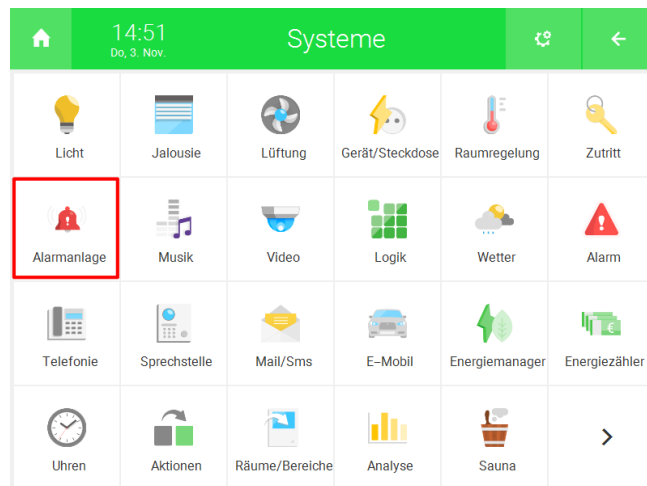 14:51
Do, 3. Nov.
Systeme
Licht
Jalousie
Lüftung
Gerät/Steckdose
Raumregelung
Zutritt
Alarmanlage
Musik
Video
Logik
Wetter
Alarm
Telefonie
Sprechstelle
Mail/Sms
E-Mobil
Energiemanager
Energiezähler
Uhren
Aktionen
Räume/Bereiche
Analyse
Sauna